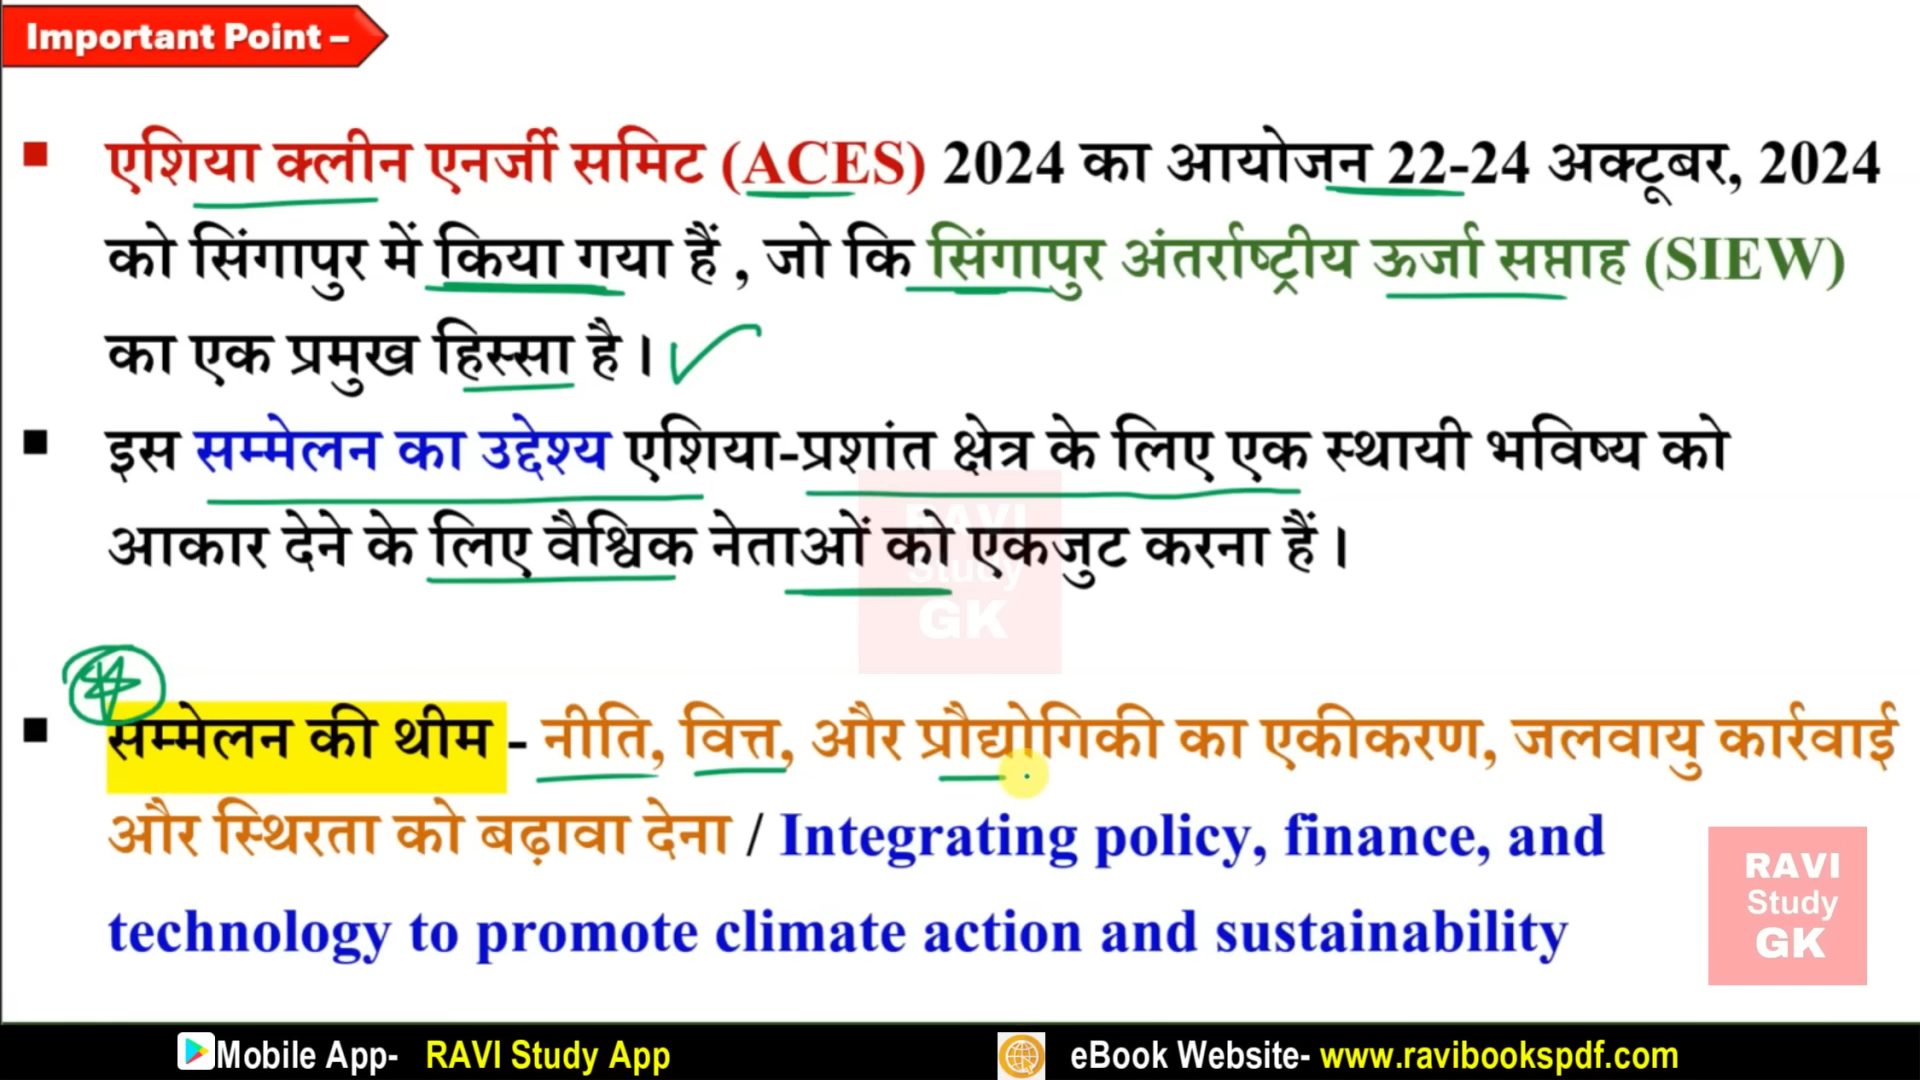 Important Point –
▪ एशिया क्लीन एनर्जी समिट (ACES) 2024 का आयोजन 22-24 अक्टूबर, 2024
को सिंगापुर में किया गया हैं , जो कि सिंगापुर अंतर्राष्ट्रीय ऊर्जा सप्ताह (SIEW)
का एक प्रमुख हिस्सा है।
▪ इस सम्मेलन का उद्देश्य एशिया-प्रशांत क्षेत्र के लिए एक स्थायी भविष्य को
आकार देने के लिए वैश्विक नेताओं को एकजुट करना हैं।
RAVI
Study
GK
▪ सम्मेलन की थीम - नीति, वित्त, और प्रौद्योगिकी का एकीकरण, जलवायु कार्रवाई
और स्थिरता को बढ़ावा देना / Integrating policy, finance, and
technology to promote climate action and sustainability
RAVI
Study
GK
Mobile App- RAVI Study App
eBook Website- www.ravibookspdf.com